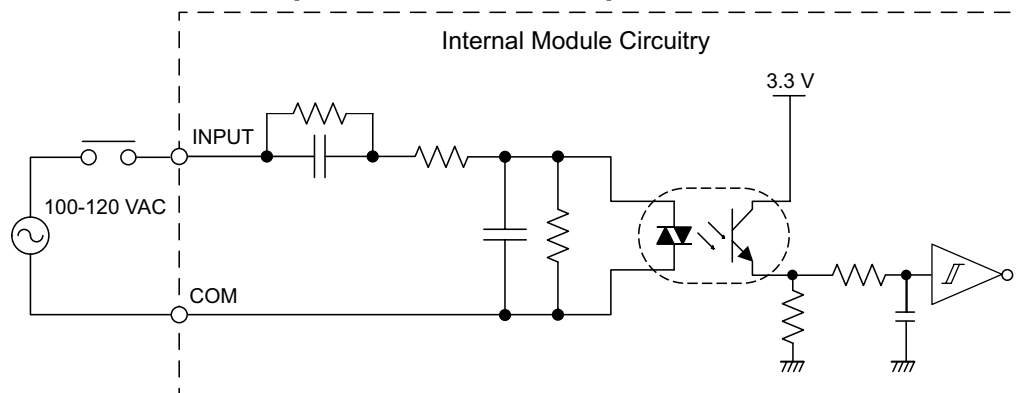 Internal Module Circuitry
3.3 V
INPUT
100-120 VAC
COM